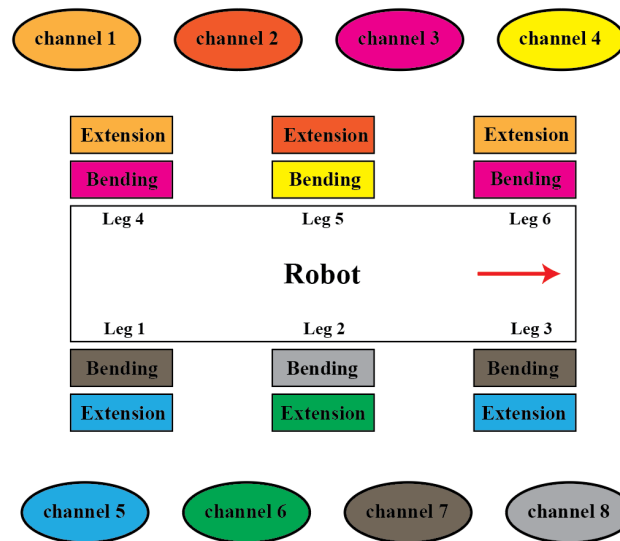 channel 1 channel 2 channel 3 channel 4
Extension Extension Extension
Bending Bending Bending
Leg 4 Leg 5 Leg 6
Robot
Leg 1 Leg 2 Leg 3
Bending Bending Bending
Extension Extension Extension
channel 5 channel 6 channel 7 channel 8